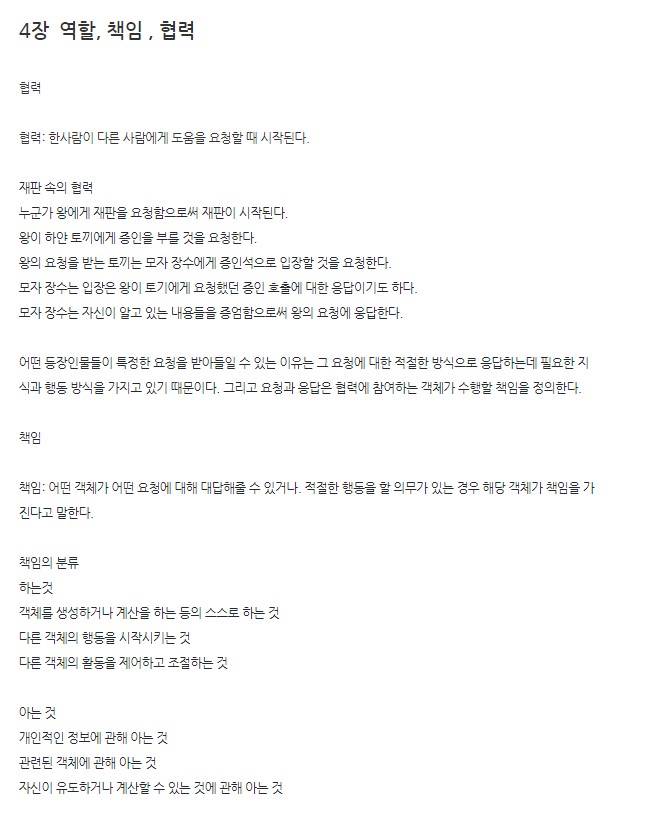 4장 역할, 책임 , 협력
협력
협력: 한사람이 다른 사람에게 도움을 요청할 때 시작된다.
재판 속의 협력
누군가 왕에게 재판을 요청함으로써 재판이 시작된다.
왕이 하얀 토끼에게 증인을 부를 것을 요청한다.
왕의 요청을 받는 토끼는 모자 장수에게 증인석으로 입장할 것을 요청한다.
모자 장수는 입장은 왕이 토기에게 요청했던 증인 호출에 대한 응답이기도 하다.
모자 장수는 자신이 알고 있는 내용들을 증엄함으로써 왕의 요청에 응답한다.
어떤 등장인물들이 특정한 요청을 받아들일 수 있는 이유는 그 요청에 대한 적절한 방식으로 응답하는데 필요한 지
식과 행동 방식을 가지고 있기 때문이다. 그리고 요청과 응답은 협력에 참여하는 객체가 수행할 책임을 정의한다.
책임
책임: 어떤 객체가 어떤 요청에 대해 대답해줄 수 있거나. 적절한 행동을 할 의무가 있는 경우 해당 객체가 책임을 가
진다고 말한다.
책임의 분류
하는것
객체를 생성하거나 계산을 하는 등의 스스로 하는 것
다른 객체의 행동을 시작시키는 것
다른 객체의 활동을 제어하고 조절하는 것
아는 것
개인적인 정보에 관해 아는 것
관련된 객체에 관해 아는 것
자신이 유도하거나 계산할 수 있는 것에 관해 아는 것